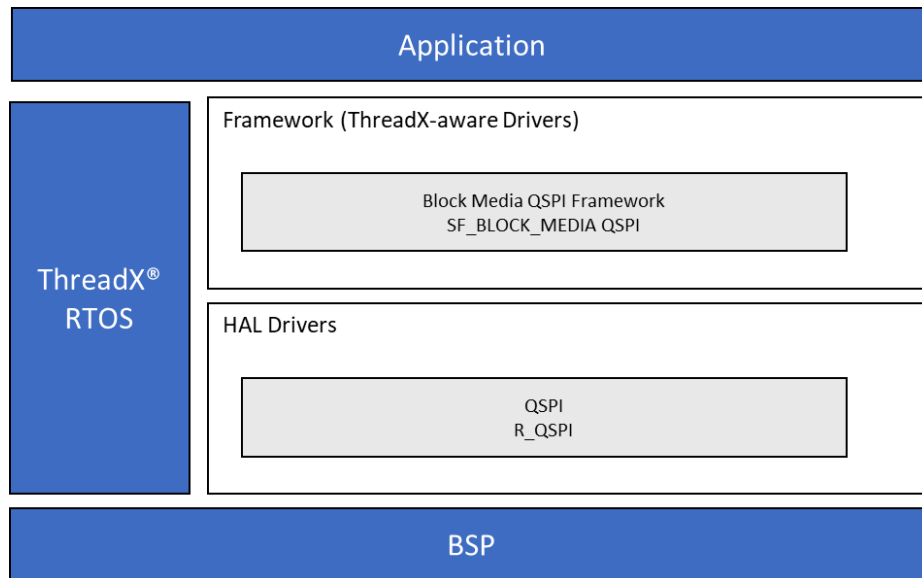 Application
Framework (ThreadX-aware Drivers)
Block Media QSPI Framework
SF_BLOCK_MEDIA QSPI
ThreadX®
RTOS
HAL Drivers
QSPI
R_QSPI
BSP